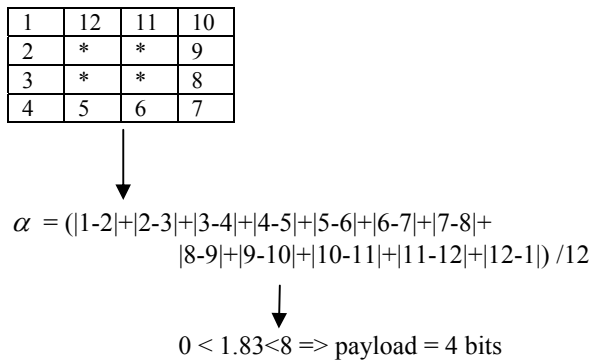 1 12 11 10
2 * * 9
3 * * 8
4 5 6 7
α = (|1-2|+|2-3|+|3-4|+|4-5|+|5-6|+|6-7|+|7-8|+
|8-9|+|9-10|+|10-11|+|11-12|+|12-1|) /12
0 < 1.83<8 => payload = 4 bits